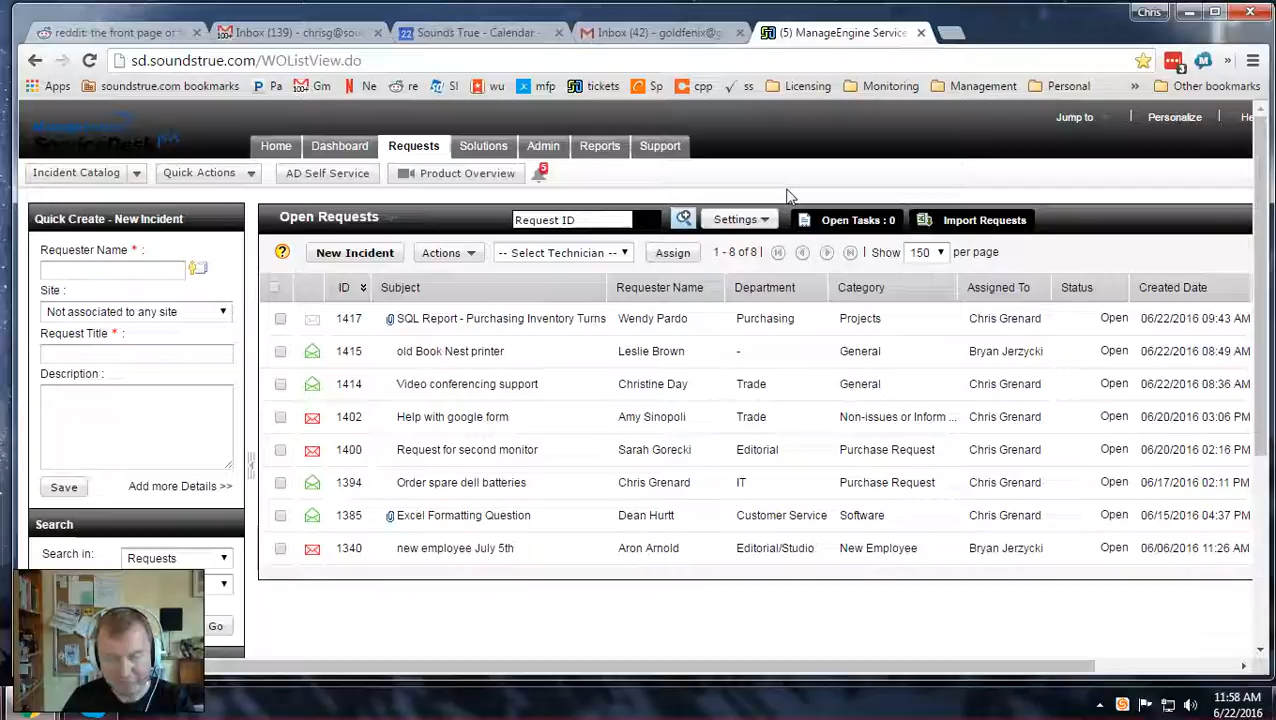 Chris
reddit: the front page of
Inbox (139) - chrisg@sou
Sounds True - Calendar -
Inbox (42) - goldfenix@g
(5) ManageEngine Service
sd.soundstrue.com/WOListView.do
3
Apps soundstrue.com bookmarks Pa Gm Ne re Sl wu mfp tickets Sp cpp ss Licensing Monitoring Management Personal » Other bookmarks
Jump to Personalize He
Home Dashboard Requests Solutions Admin Reports Support
Incident Catalog Quick Actions AD Self Service Product Overview 5
Quick Create - New Incident
Requester Name * :
Site :
Not associated to any site
Request Title * :
Description :
Save Add more Details >>
Search
Search in: Requests
Go
Open Requests Request ID Settings Open Tasks : 0 Import Requests
New Incident Actions -- Select Technician -- Assign 1 - 8 of 8 Show 150 per page
ID Subject Requester Name Department Category Assigned To Status Created Date
1417 SQL Report - Purchasing Inventory Turns Wendy Pardo Purchasing Projects Chris Grenard Open 06/22/2016 09:43 AM
1415 old Book Nest printer Leslie Brown - General Bryan Jerzycki Open 06/22/2016 08:49 AM
1414 Video conferencing support Christine Day Trade General Chris Grenard Open 06/22/2016 08:36 AM
1402 Help with google form Amy Sinopoli Trade Non-issues or Inform ... Chris Grenard Open 06/20/2016 03:06 PM
1400 Request for second monitor Sarah Gorecki Editorial Purchase Request Chris Grenard Open 06/20/2016 02:16 PM
1394 Order spare dell batteries Chris Grenard IT Purchase Request Chris Grenard Open 06/17/2016 02:11 PM
1385 Excel Formatting Question Dean Hurtt Customer Service Software Chris Grenard Open 06/15/2016 04:37 PM
1340 new employee July 5th Aron Arnold Editorial/Studio New Employee Bryan Jerzycki Open 06/06/2016 11:26 AM
11:58 AM
6/22/2016